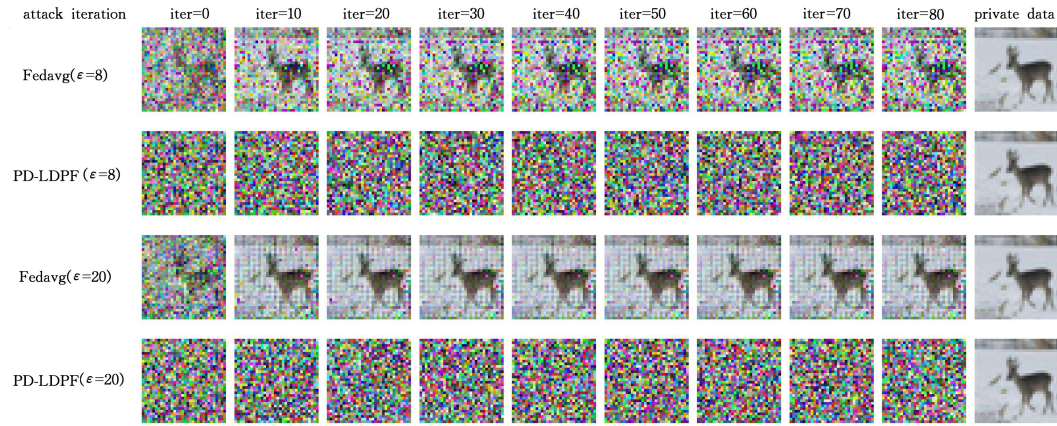 attack iteration iter=0 iter=10 iter=20 iter=30 iter=40 iter=50 iter=60 iter=70 iter=80 private data
Fedavg(ε=8)
PD-LDPF(ε=8)
Fedavg(ε=20)
PD-LDPF(ε=20)